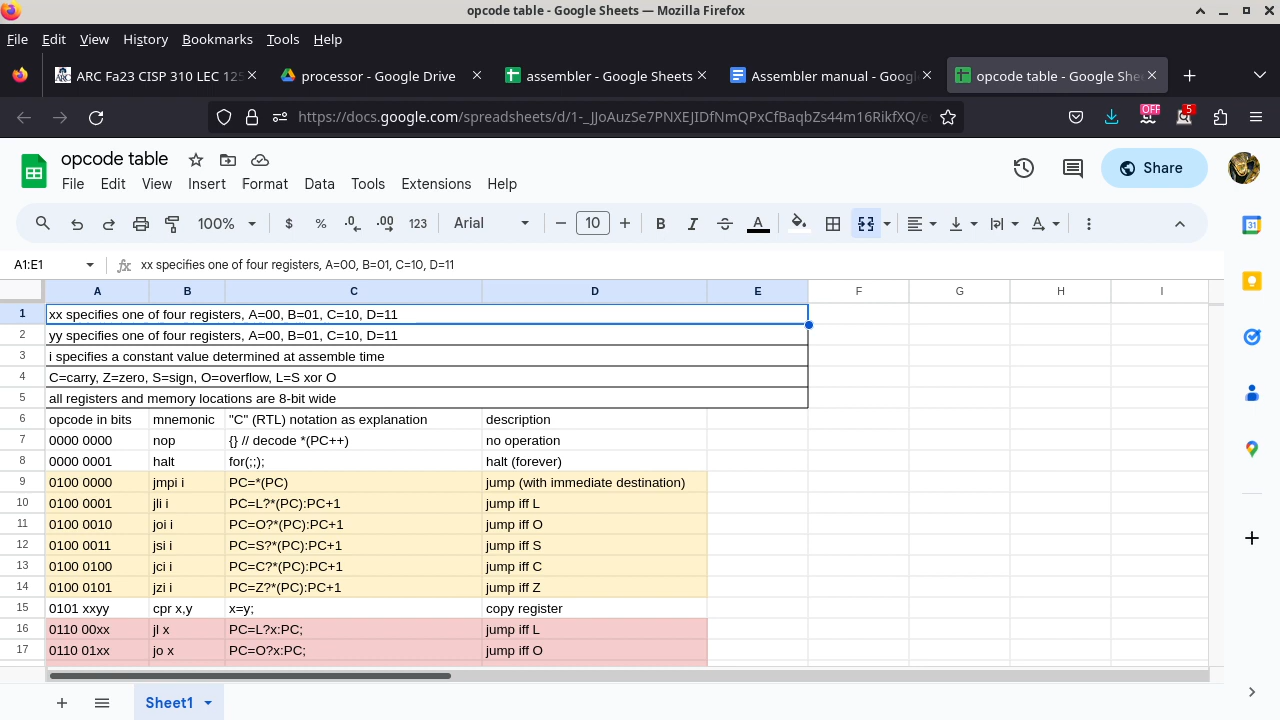 opcode table - Google Sheets — Mozilla Firefox
File Edit View History Bookmarks Tools Help
ARC Fa23 CISP 310 LEC 125 processor - Google Drive assembler - Google Sheets Assembler manual - Googl opcode table - Google She
https://docs.google.com/spreadsheets/d/1-_JJoAuzSe7PNXEJIDfNmQPxCfBaqbZs44m16RikfXQ/e OFF 5
opcode table
File Edit View Insert Format Data Tools Extensions Help
Share
100% $ % .0 .00 123 Arial 10 B I S A
31
A1:E1 fx xx specifies one of four registers, A=00, B=01, C=10, D=11
A B C D E F G H I
1 xx specifies one of four registers, A=00, B=01, C=10, D=11
2 yy specifies one of four registers, A=00, B=01, C=10, D=11
3 i specifies a constant value determined at assemble time
4 C=carry, Z=zero, S=sign, O=overflow, L=S xor O
5 all registers and memory locations are 8-bit wide
6 opcode in bits mnemonic "C" (RTL) notation as explanation description
7 0000 0000 nop {} // decode *(PC++) no operation
8 0000 0001 halt for(;;); halt (forever)
9 0100 0000 jmpi i PC=*(PC) jump (with immediate destination)
10 0100 0001 jli i PC=L?*(PC):PC+1 jump iff L
11 0100 0010 joi i PC=O?*(PC):PC+1 jump iff O
12 0100 0011 jsi i PC=S?*(PC):PC+1 jump iff S
13 0100 0100 jci i PC=C?*(PC):PC+1 jump iff C
14 0100 0101 jzi i PC=Z?*(PC):PC+1 jump iff Z
15 0101 xxyy cpr x,y x=y; copy register
16 0110 00xx jl x PC=L?x:PC; jump iff L
17 0110 01xx jo x PC=O?x:PC; jump iff O
Sheet1